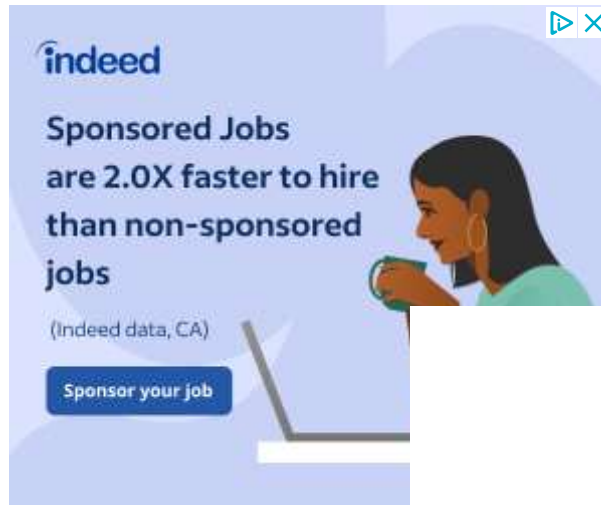 indeed
Sponsored Jobs
are 2.0X faster to hire
than non-sponsored
jobs
(Indeed data, CA)
Sponsor your job